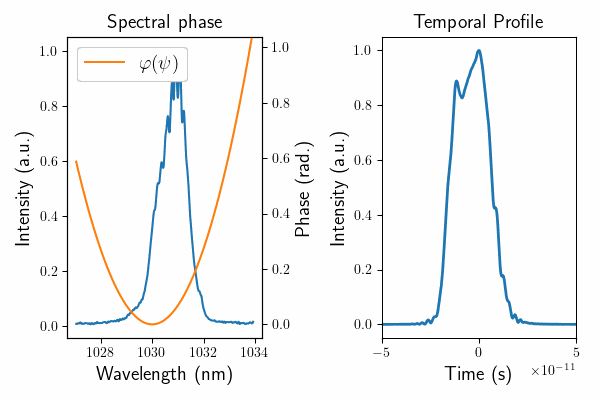 Spectral phase
φ(ψ)
Intensity (a.u.)
1.0
0.8
0.6
0.4
0.2
0.0
1.0
0.8
0.6
0.4
0.2
0.0
Phase (rad.)
1028 1030 1032 1034
Wavelength (nm)
Temporal Profile
Intensity (a.u.)
1.0
0.8
0.6
0.4
0.2
0.0
−5 0 5
×10⁻¹¹
Time (s)